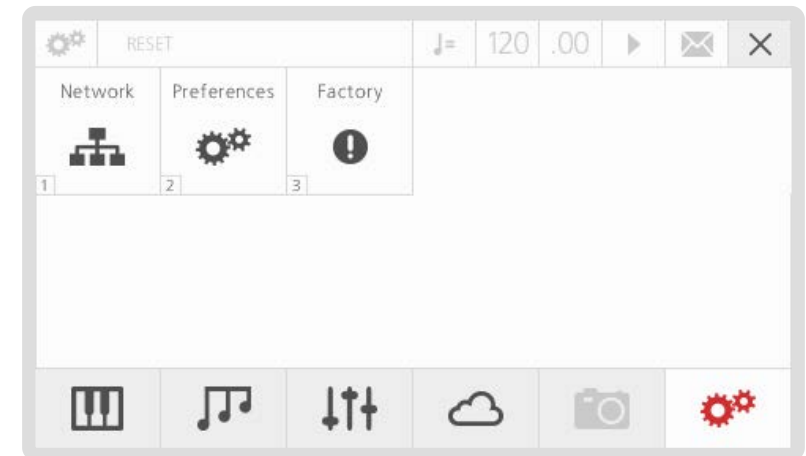 RESET
= 120 .00
Network Preferences Factory
1 2 3